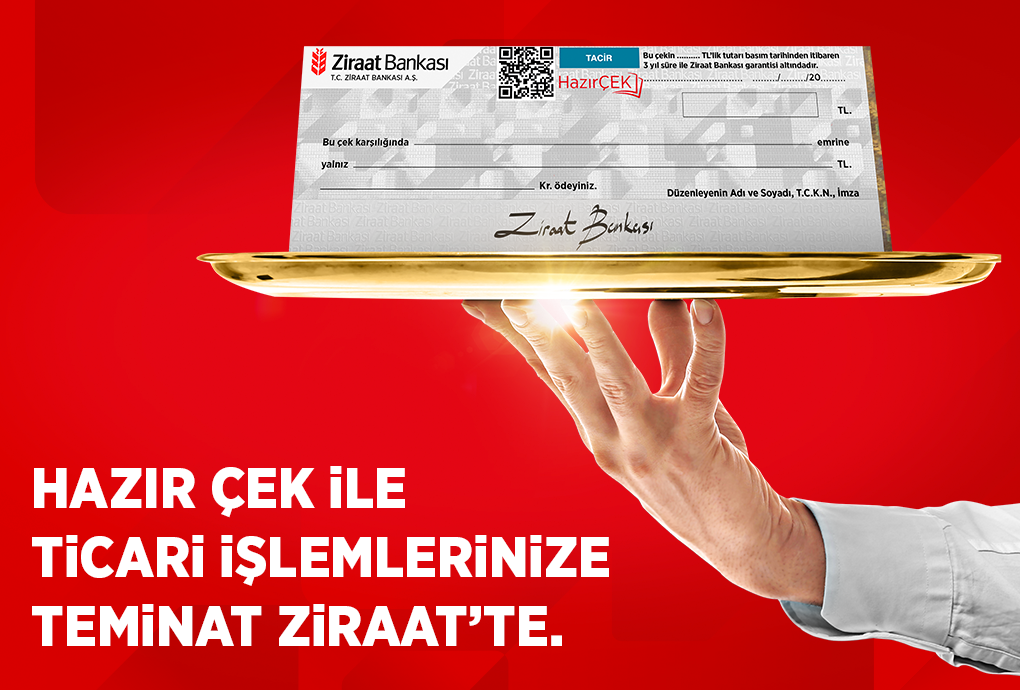 Ziraat Bankası
T.C. ZİRAAT BANKASI A.Ş.
TACİR
HazırÇEK
Bu çekin .......... TL'lik tutarı basım tarihinden itibaren
3 yıl süre ile Ziraat Bankası garantisi altındadır.
......./......./20.......
TL.
Bu çek karşılığında emrine
yalnız TL.
Kr. ödeyiniz.
Düzenleyenin Adı ve Soyadı, T.C.K.N., İmza
Ziraat Bankası
HAZIR ÇEK İLE
TİCARİ İŞLEMLERİNİZE
TEMİNAT ZİRAAT'TE.